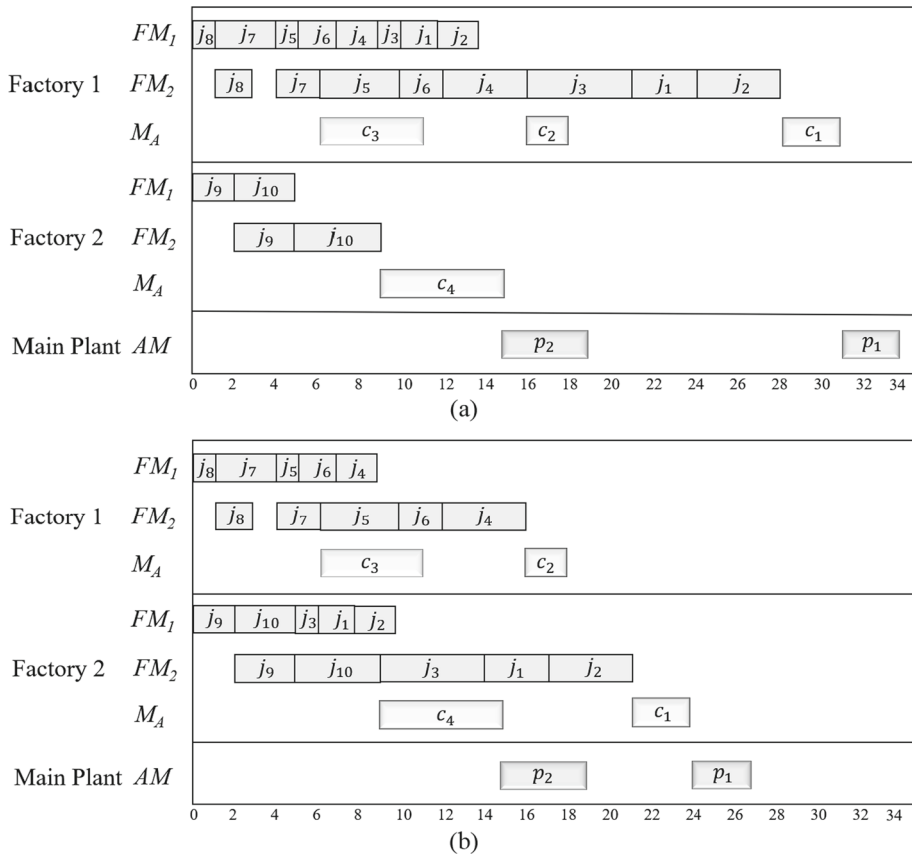 FM₁ j₈ j₇ j₅ j₆ j₄ j₃ j₁ j₂
Factory 1 FM₂ j₈ j₇ j₅ j₆ j₄ j₃ j₁ j₂
M_A c₃ c₂ c₁
FM₁ j₉ j₁₀
Factory 2 FM₂ j₉ j₁₀
M_A c₄
Main Plant AM p₂ p₁
0 2 4 6 8 10 12 14 16 18 20 22 24 26 28 30 32 34
(a)
FM₁ j₈ j₇ j₅ j₆ j₄
Factory 1 FM₂ j₈ j₇ j₅ j₆ j₄
M_A c₃ c₂
FM₁ j₉ j₁₀ j₃ j₁ j₂
Factory 2 FM₂ j₉ j₁₀ j₃ j₁ j₂
M_A c₄ c₁
Main Plant AM p₂ p₁
0 2 4 6 8 10 12 14 16 18 20 22 24 26 28 30 32 34
(b)